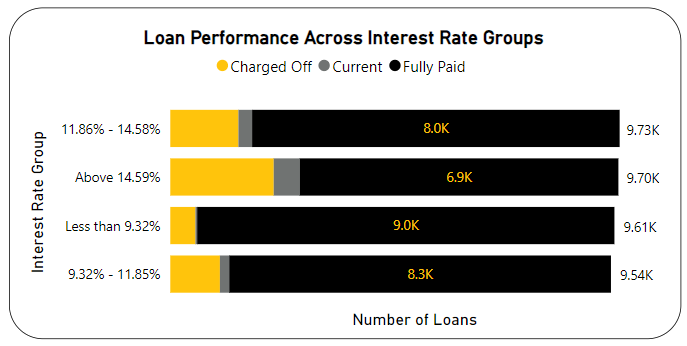 Loan Performance Across Interest Rate Groups
Charged Off Current Fully Paid
Interest Rate Group
11.86% - 14.58% 8.0K 9.73K
Above 14.59% 6.9K 9.70K
Less than 9.32% 9.0K 9.61K
9.32% - 11.85% 8.3K 9.54K
Number of Loans